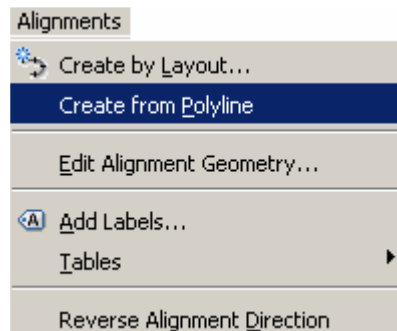 Alignments
Create by Layout...
Create from Polyline
Edit Alignment Geometry...
A Add Labels...
Tables
Reverse Alignment Direction